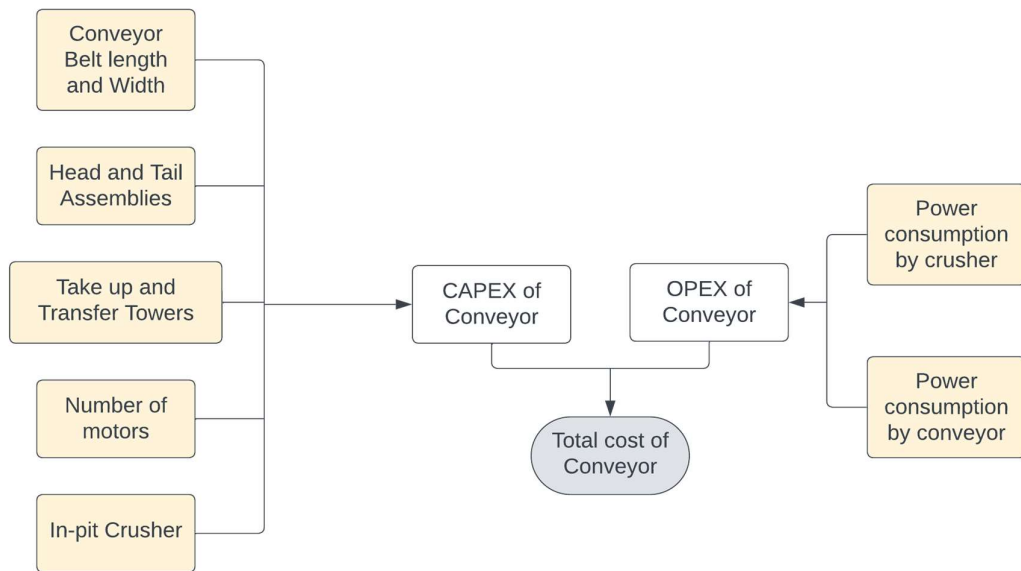 Conveyor
Belt length
and Width
Head and Tail
Assemblies
Take up and
Transfer Towers
Number of
motors
In-pit Crusher
CAPEX of
Conveyor
OPEX of
Conveyor
Total cost of
Conveyor
Power
consumption
by crusher
Power
consumption
by conveyor